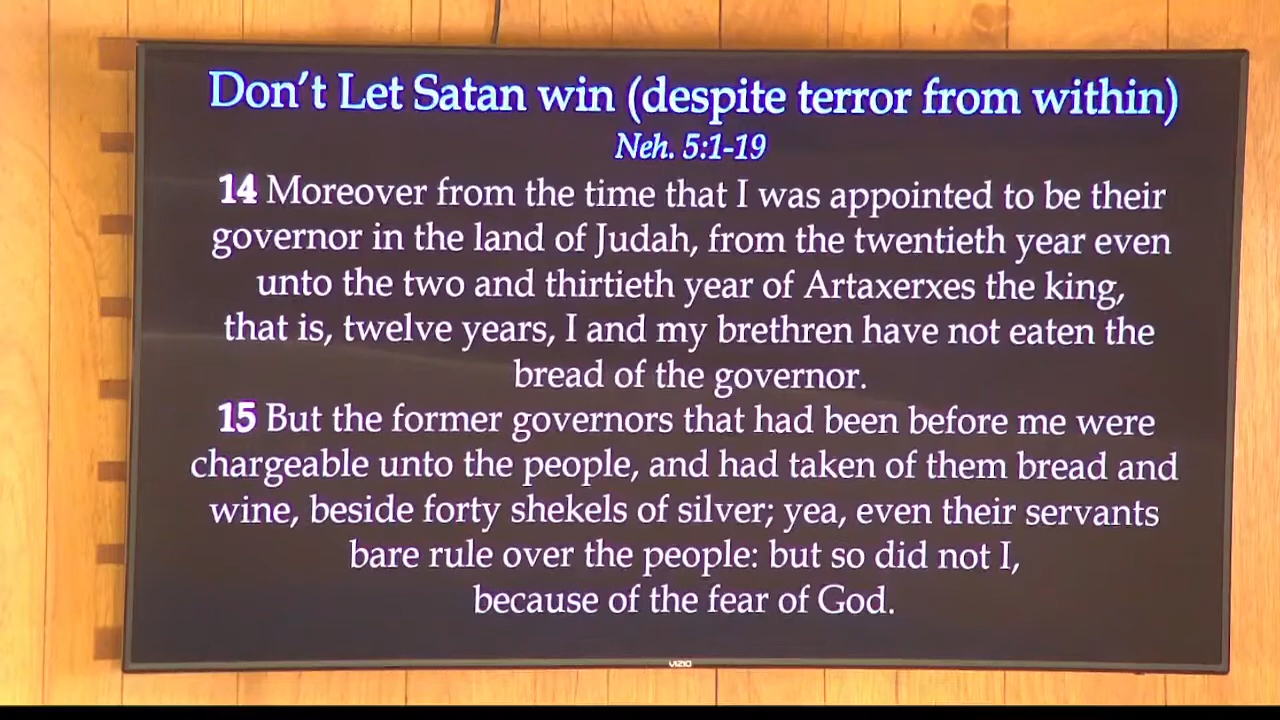 Don't Let Satan win (despite terror from within)
Neh. 5:1-19
14 Moreover from the time that I was appointed to be their
governor in the land of Judah, from the twentieth year even
unto the two and thirtieth year of Artaxerxes the king,
that is, twelve years, I and my brethren have not eaten the
bread of the governor.
15 But the former governors that had been before me were
chargeable unto the people, and had taken of them bread and
wine, beside forty shekels of silver; yea, even their servants
bare rule over the people: but so did not I,
because of the fear of God.
VIZIO